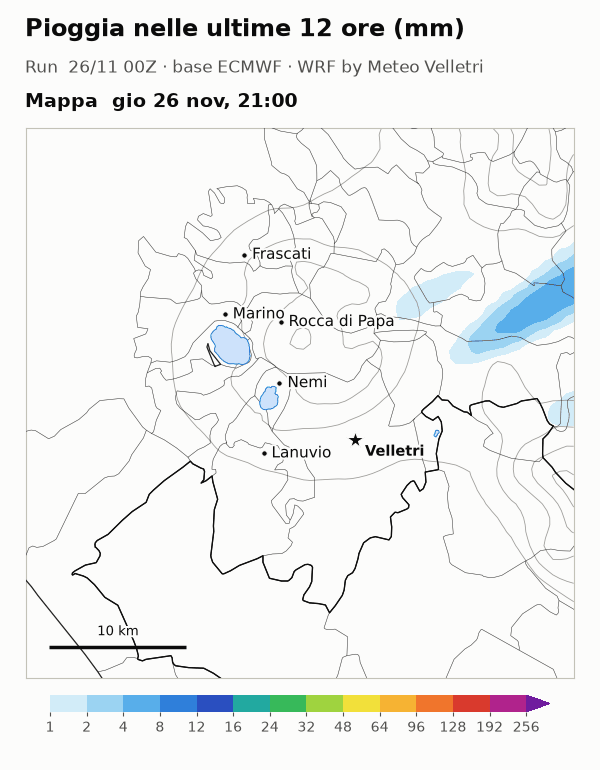 Pioggia nelle ultime 12 ore (mm)
Run  26/11 00Z · base ECMWF · WRF by Meteo Velletri
Mappa  gio 26 nov, 21:00
Frascati
Marino
Rocca di Papa
Nemi
Velletri
Lanuvio
10 km
1 2 4 8 12 16 24 32 48 64 96 128 192 256